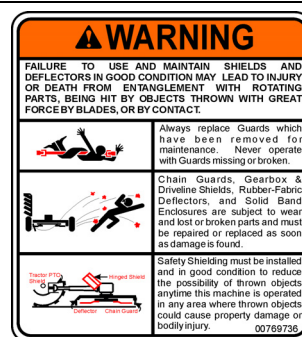 WARNING
FAILURE TO USE AND MAINTAIN SHIELDS AND
DEFLECTORS IN GOOD CONDITION MAY LEAD TO INJURY
OR DEATH FROM ENTANGLEMENT WITH ROTATING
PARTS, BEING HIT BY OBJECTS THROWN WITH GREAT
FORCE BY BLADES, OR BY CONTACT.
Always replace Guards which
have been removed for
maintenance. Never operate
with Guards missing or broken.
Chain Guards, Gearbox &
Driveline Shields, Rubber-Fabric
Deflectors, and Solid Band
Enclosures are subject to wear
and lost or broken parts and must
be repaired or replaced as soon
as damage is found.
Tractor PTO
Shield
Hinged Shield
Deflector
Chain Guard
Safety Shielding must be installed
and in good condition to reduce
the possibility of thrown objects
anytime this machine is operated
in any area where thrown objects
could cause property damage or
bodily injury.
00769736